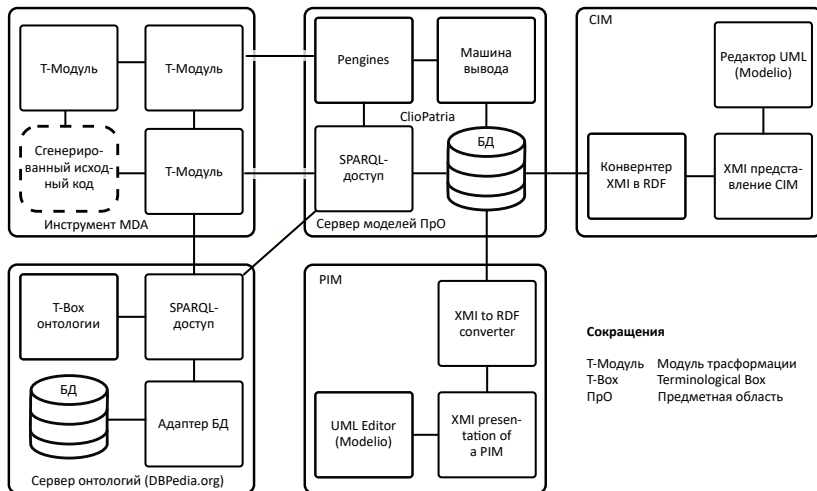 Т-Модуль
Т-Модуль
Сгенериро-
ванный исход-
ный код
Т-Модуль
Инструмент MDA
Pengines
Машина
вывода
ClioPatria
SPARQL-
доступ
БД
Сервер моделей ПрО
CIM
Редактор UML
(Modelio)
Конвернтер
XMI в RDF
XMI предста-
вление CIM
T-Box
онтологии
SPARQL-
доступ
БД
Адаптер БД
Сервер онтологий (DBPedia.org)
PIM
XMI to RDF
converter
UML Editor
(Modelio)
XMI presen-
tation of
a PIM
Сокращения
Т-Модуль Модуль трасформации
T-Box Terminological Box
ПрО Предметная область